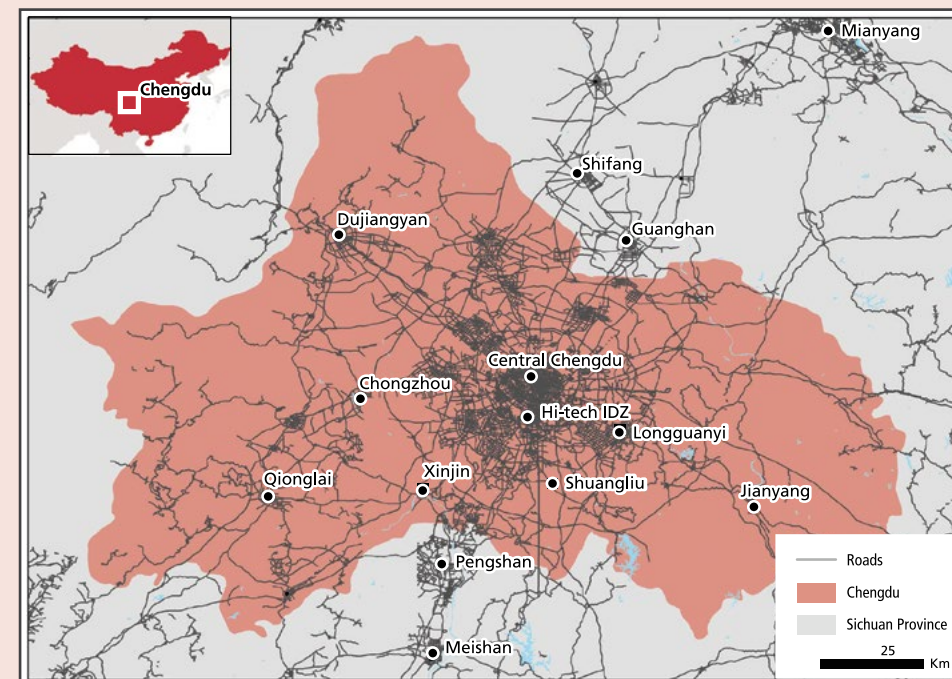 Mianyang
Chengdu
Shifang
Dujiangyan
Guanghan
Central Chengdu
Chongzhou
Hi-tech IDZ
Longguanyi
Qionglai
Xinjin
Shuangliu
Jianyang
Pengshan
Meishan
Roads
Chengdu
Sichuan Province
25
Km